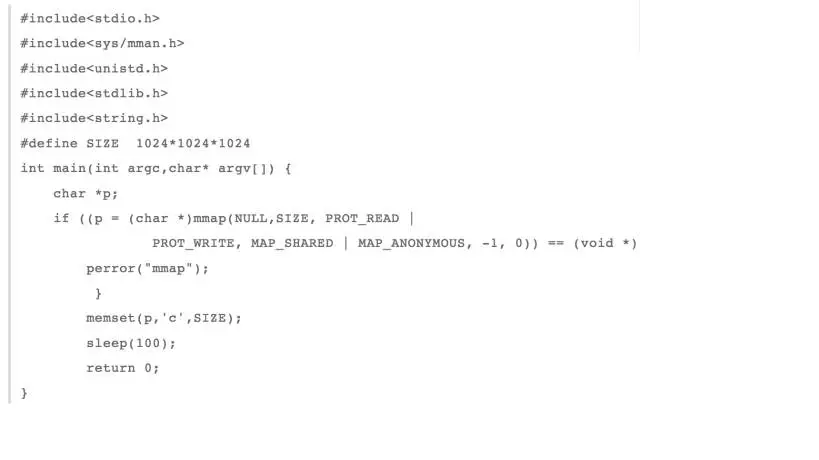 #include<stdio.h>
#include<sys/mman.h>
#include<unistd.h>
#include<stdlib.h>
#include<string.h>
#define SIZE  1024*1024*1024
int main(int argc,char* argv[]) {
    char *p;
    if ((p = (char *)mmap(NULL,SIZE, PROT_READ |
                PROT_WRITE, MAP_SHARED | MAP_ANONYMOUS, -1, 0)) == (void *)
        perror("mmap");
         }
        memset(p,'c',SIZE);
        sleep(100);
        return 0;
}